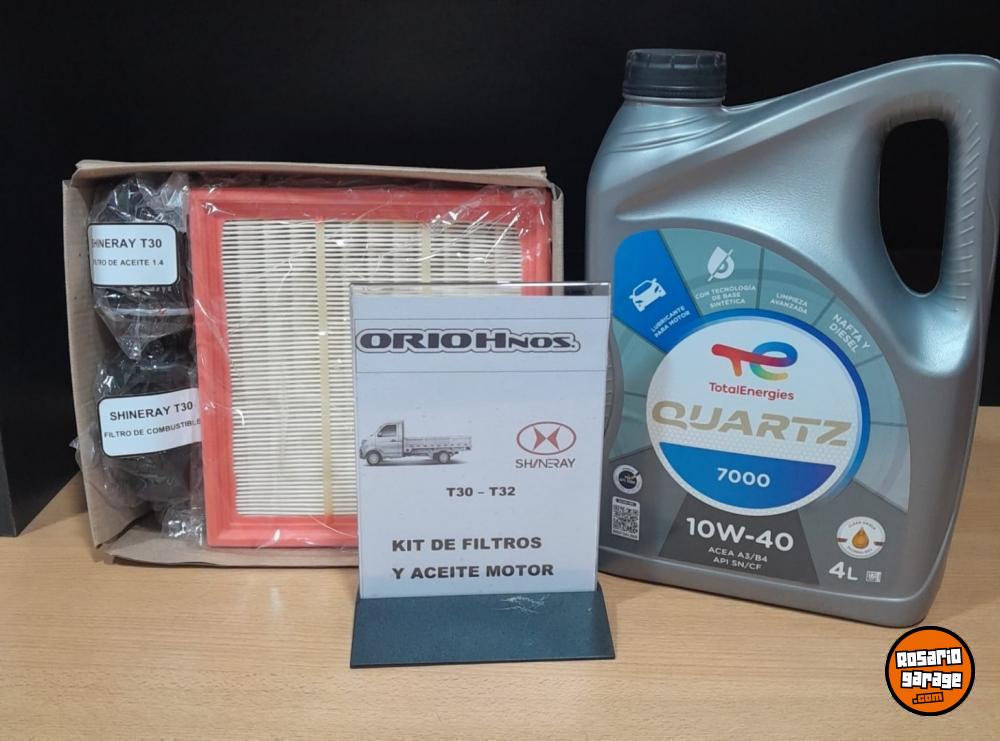 SHINERAY T30
FILTRO DE ACEITE 1.4
SHINERAY T30
FILTRO DE COMBUSTIBLE
ORIOHNOS.
SHINERAY
T30 – T32
KIT DE FILTROS
Y ACEITE MOTOR
LUBRICANTE
PARA MOTOR
CON TECNOLOGÍA
DE BASE
SINTÉTICA
LIMPIEZA
AVANZADA
NAFTA Y
DIESEL
TotalEnergies
QUARTZ
7000
10W-40
ACEA A3/B4
API SN/CF
4L
Rosario
garage
.com